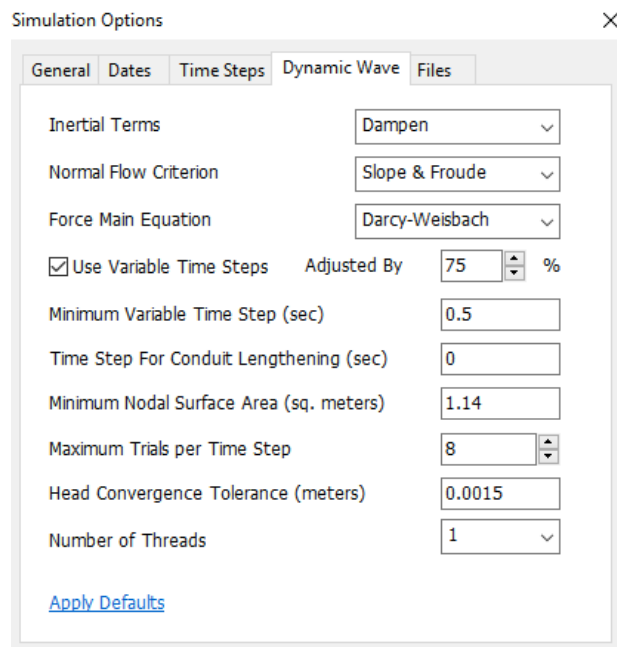 Simulation Options
General Dates Time Steps Dynamic Wave Files
Inertial Terms Dampen
Normal Flow Criterion Slope & Froude
Force Main Equation Darcy-Weisbach
Use Variable Time Steps Adjusted By 75 %
Minimum Variable Time Step (sec) 0.5
Time Step For Conduit Lengthening (sec) 0
Minimum Nodal Surface Area (sq. meters) 1.14
Maximum Trials per Time Step 8
Head Convergence Tolerance (meters) 0.0015
Number of Threads 1
Apply Defaults